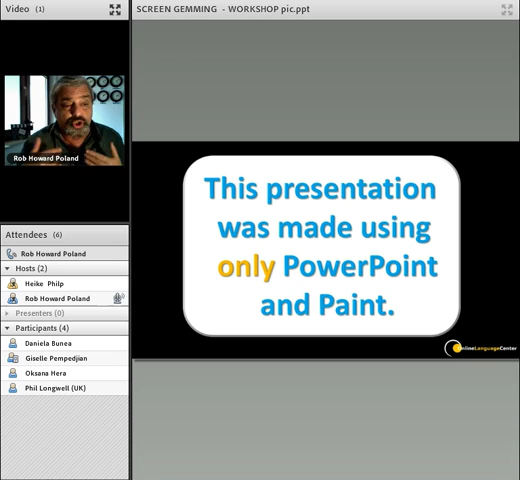 Video (1)
SCREEN GEMMING - WORKSHOP pic.ppt
Rob Howard Poland
Attendees (6)
Rob Howard Poland
Hosts (2)
Heike Philp
Rob Howard Poland
Presenters (0)
Participants (4)
Daniela Bunea
Giselle Pempedjian
Oksana Hera
Phil Longwell (UK)
This presentation
was made using
only PowerPoint
and Paint.
OnlineLanguageCenter